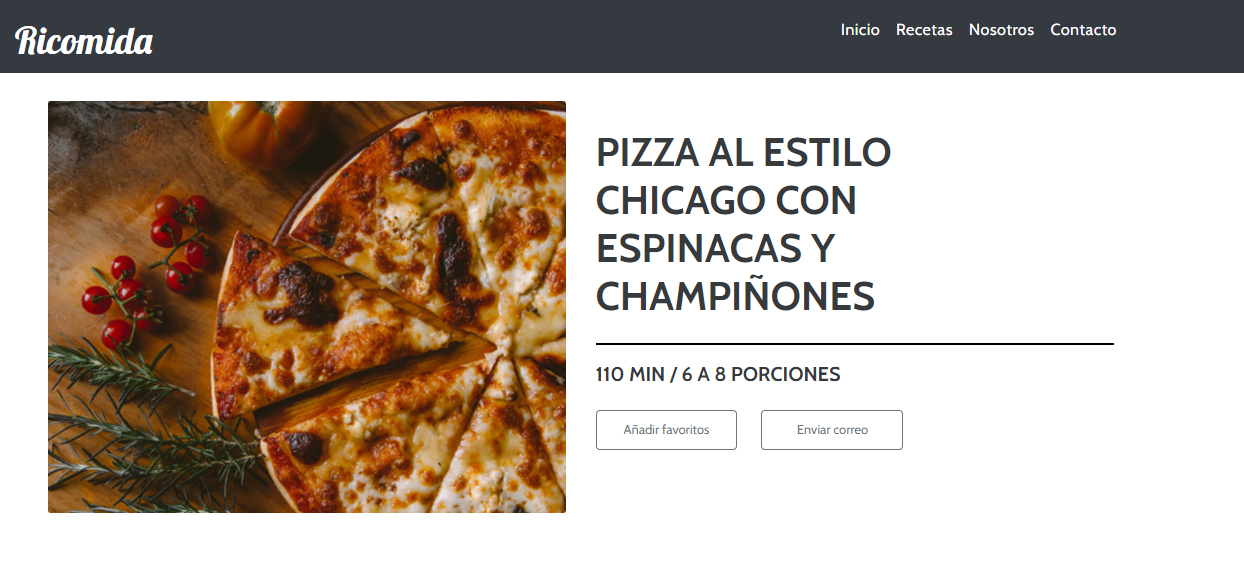 Ricomida
Inicio Recetas Nosotros Contacto
PIZZA AL ESTILO
CHICAGO CON
ESPINACAS Y
CHAMPIÑONES
110 MIN / 6 A 8 PORCIONES
Añadir favoritos
Enviar correo